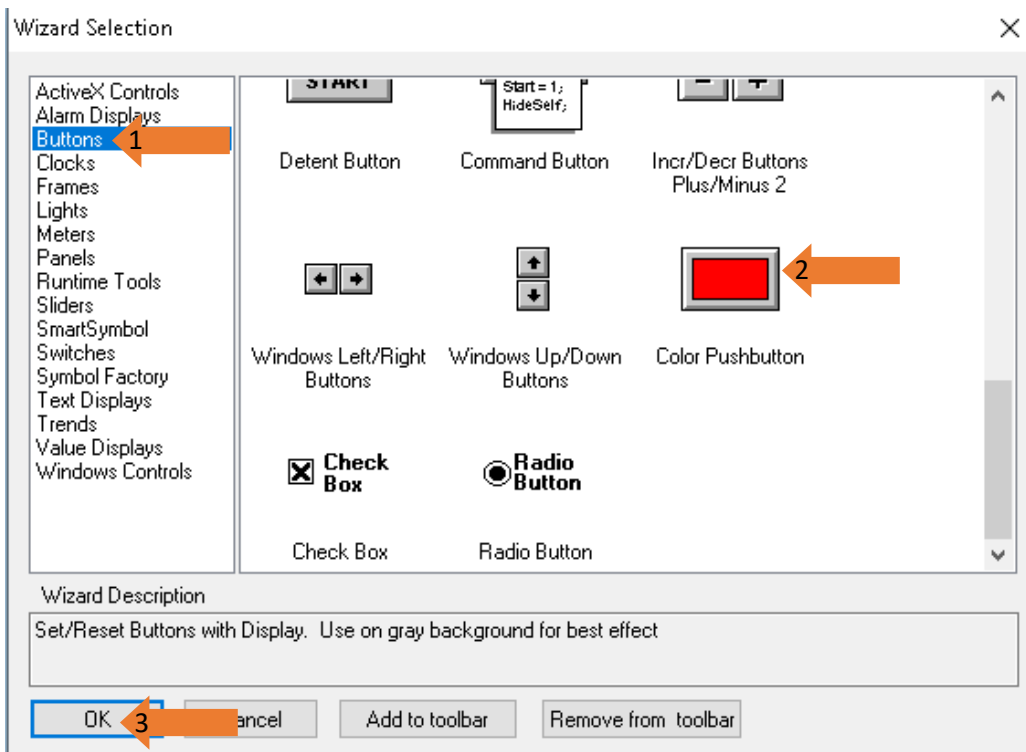 Wizard Selection
ActiveX Controls
Alarm Displays
Buttons
Clocks
Frames
Lights
Meters
Panels
Runtime Tools
Sliders
SmartSymbol
Switches
Symbol Factory
Text Displays
Trends
Value Displays
Windows Controls
1
START
Start = 1;
HideSelf;
Detent Button
Command Button
Incr/Decr Buttons
Plus/Minus 2
2
Windows Left/Right
Buttons
Windows Up/Down
Buttons
Color Pushbutton
Check
Box
Radio
Button
Check Box
Radio Button
Wizard Description
Set/Reset Buttons with Display. Use on gray background for best effect
OK
3
ancel
Add to toolbar
Remove from toolbar